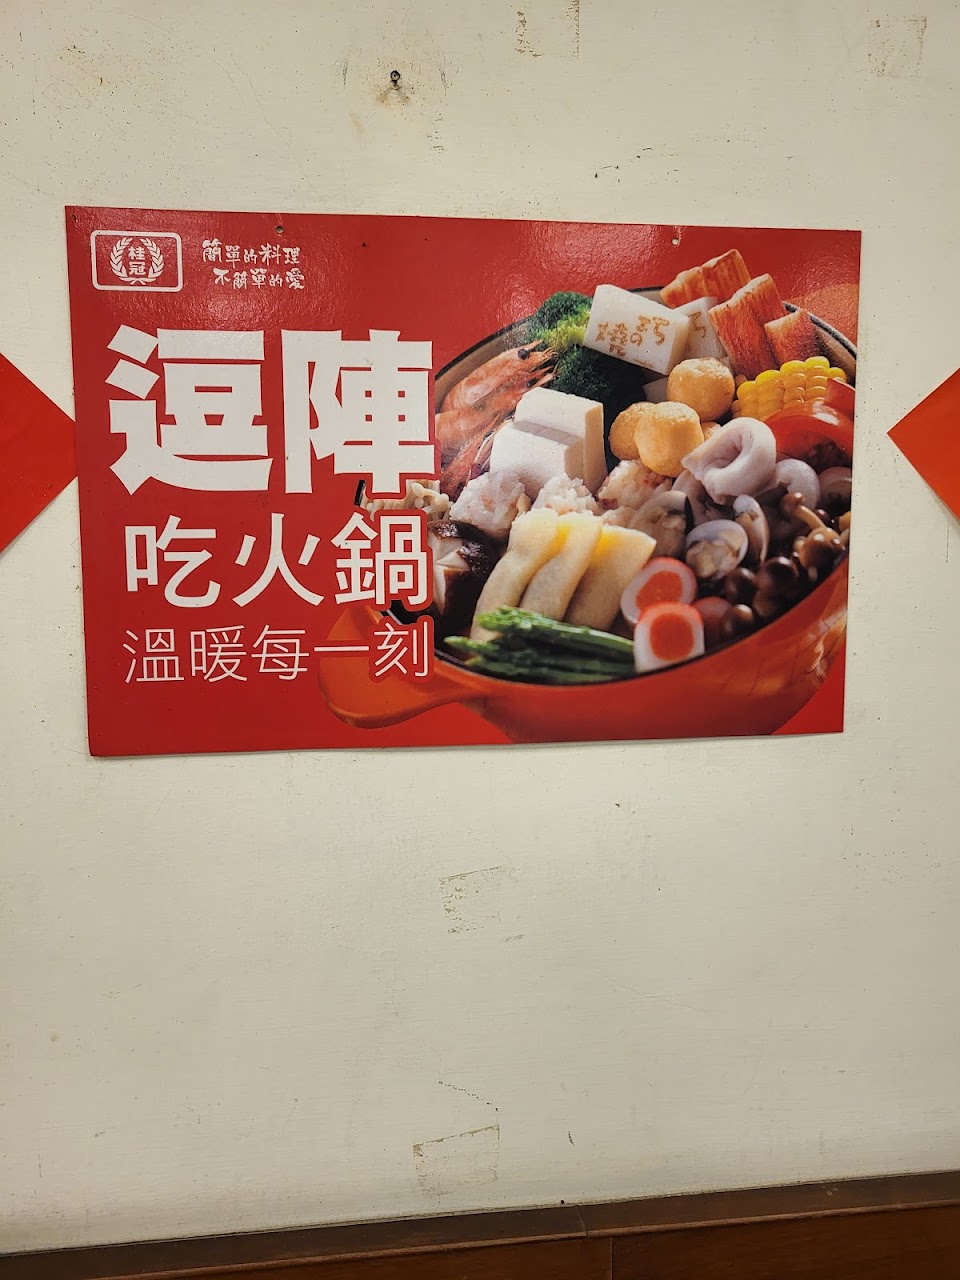 桂冠
簡單的料理
不簡單的愛
逗陣
吃火鍋
溫暖每一刻